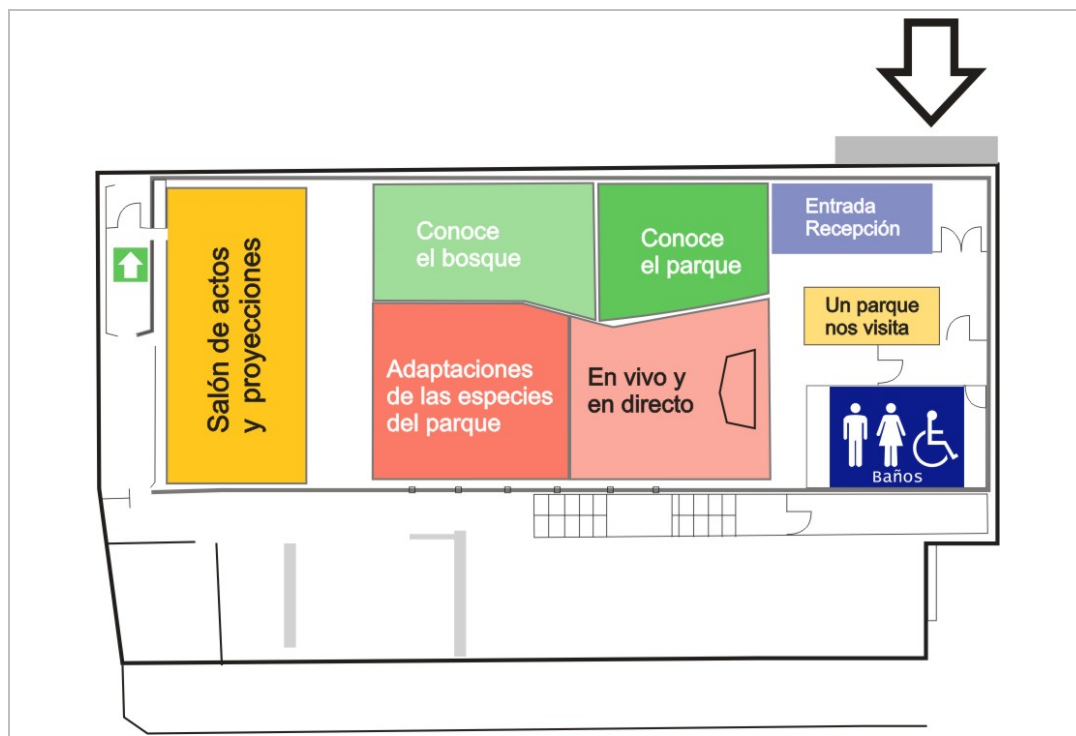 Entrada
Recepción
Conoce
el bosque
Conoce
el parque
Un parque
nos visita
Salón de actos
y proyecciones
Adaptaciones
de las especies
del parque
En vivo y
en directo
Baños